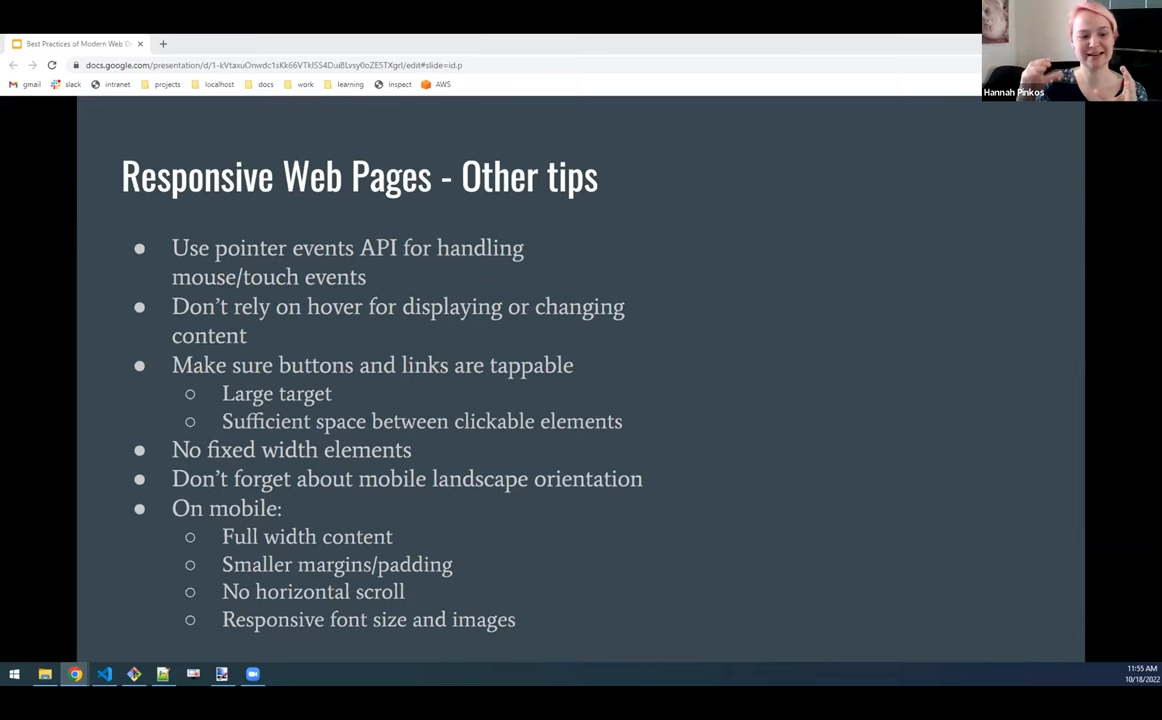 Best Practices of Modern Web D
docs.google.com/presentation/d/1-kVtaxuOnwdc1sKk66VTkISS4Dui8Lvsy0oZE5TXgrI/edit#slide=id.p
gmail slack intranet projects localhost docs work learning inspect AWS
Hannah Pinkos
Responsive Web Pages - Other tips
● Use pointer events API for handling
mouse/touch events
● Don't rely on hover for displaying or changing
content
● Make sure buttons and links are tappable
○ Large target
○ Sufficient space between clickable elements
● No fixed width elements
● Don't forget about mobile landscape orientation
● On mobile:
○ Full width content
○ Smaller margins/padding
○ No horizontal scroll
○ Responsive font size and images
11:55 AM
10/18/2022